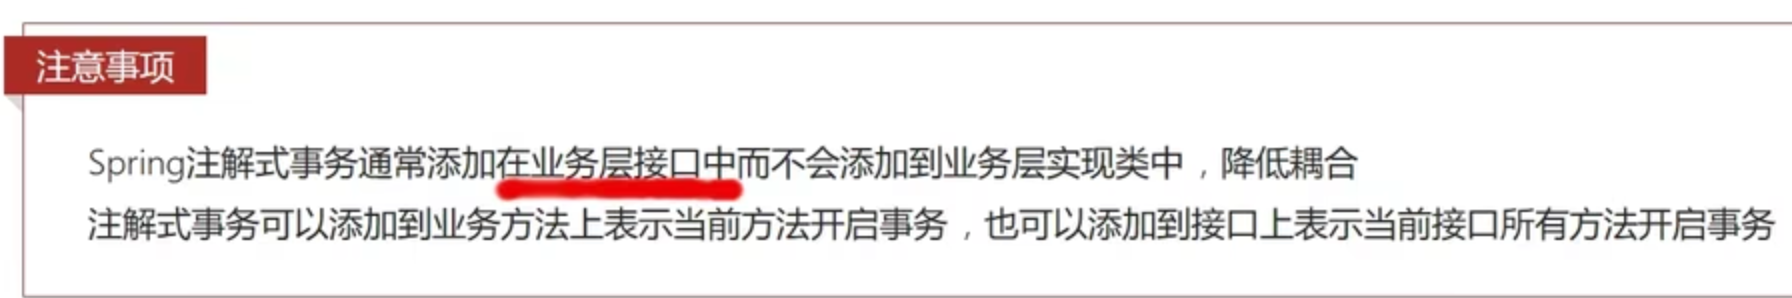 注意事项
Spring注解式事务通常添加在业务层接口中而不会添加到业务层实现类中，降低耦合
注解式事务可以添加到业务方法上表示当前方法开启事务，也可以添加到接口上表示当前接口所有方法开启事务